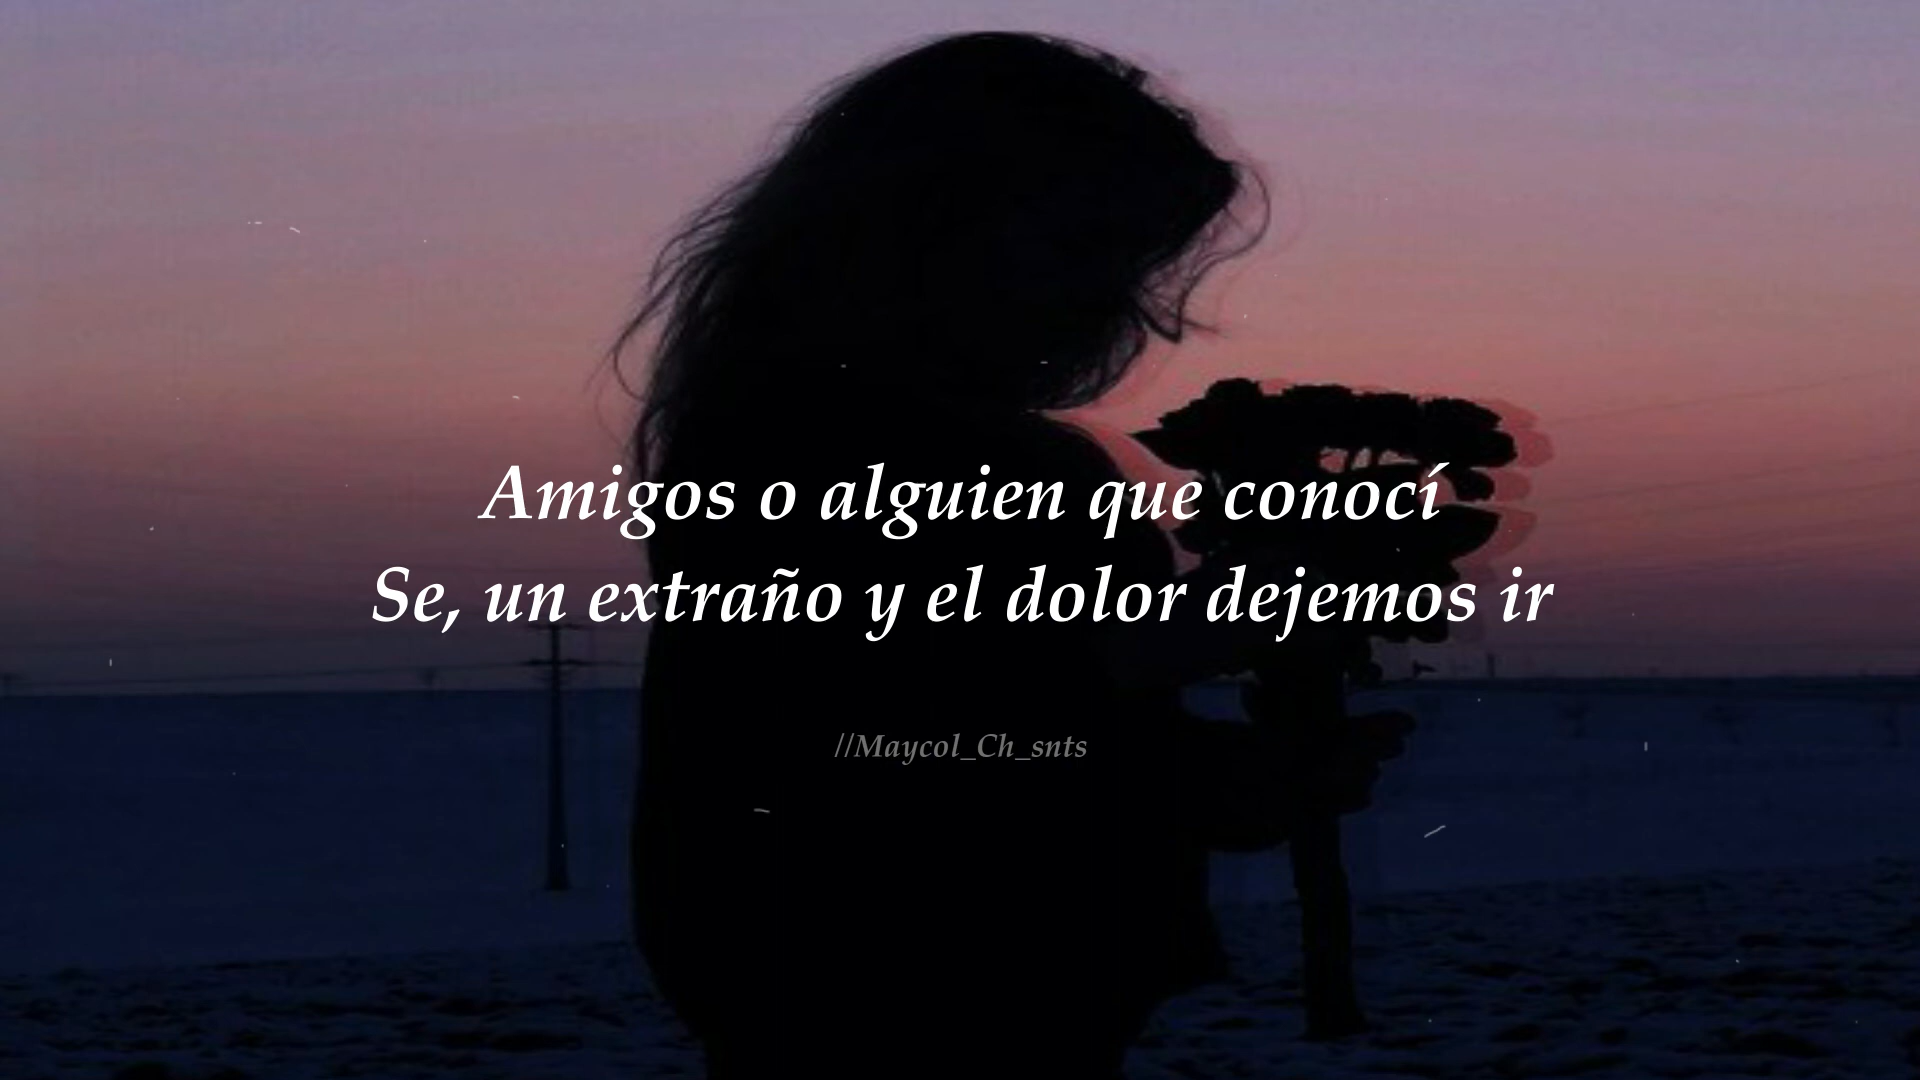 Amigos o alguien que conocí
Se, un extraño y el dolor dejemos ir
//Maycol_Ch_snts